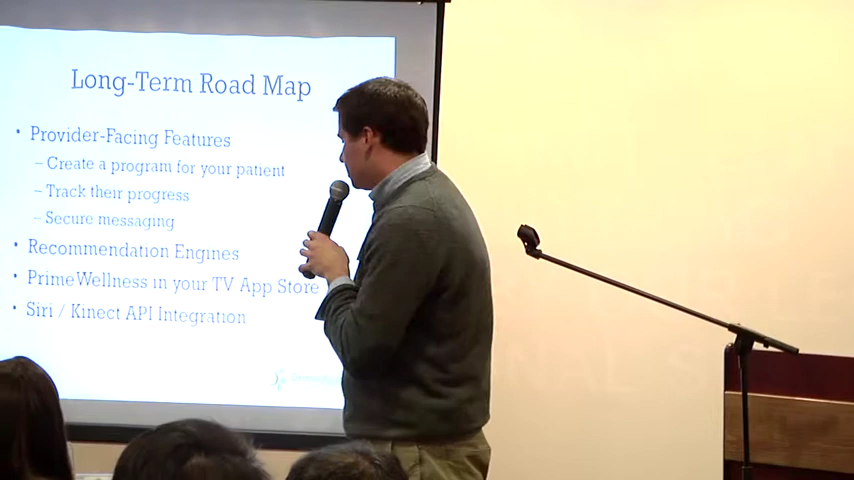 Long-Term Road Map
• Provider-Facing Features
– Create a program for your patient
– Track their progress
– Secure messaging
• Recommendation Engines
• PrimeWellness in your TV App Store
• Siri / Kinect API Integration